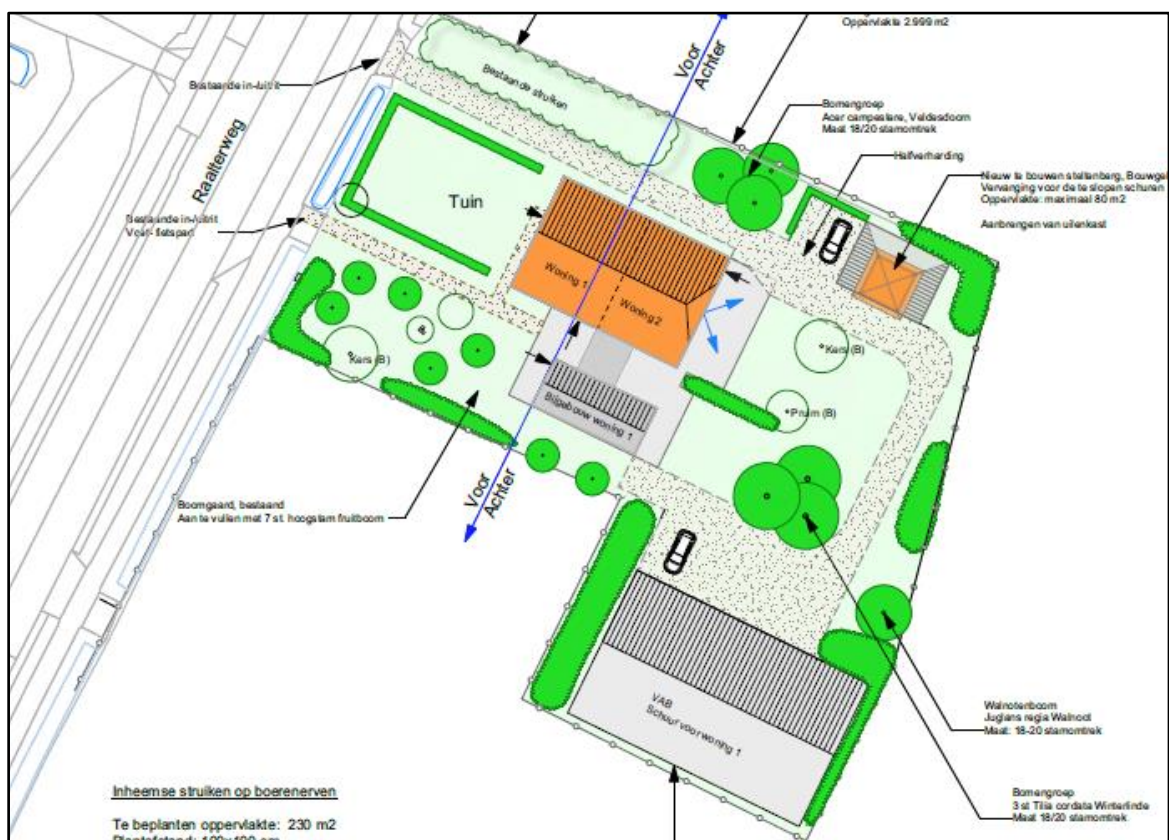 Oppervlakte 2.999 m2
Voor
Achter
Bestaande in-/uitrit
Bestaande struiken
Bomengroep
Acer campestere, Veldesdoorn
Maat 18/20 stamomtrek
Halfverharding
Nieuw te bouwen steltenberg, Bouwgel
Vervanging voor de te slopen schuren
Oppervlakte: maximaal 80 m2
Aanbrengen van uilenkast
Raalterweg
Tuin
Bestaande in-/uitrit
Voet- fietspad
Woning 1
Woning 2
Kers (B)
Kers (B)
Pruim (B)
Bijgebouw woning 1
Voor
Achter
Boomgaard, bestaand
Aan te vullen met 7 st. hoogstam fruitboom
VAB
Schuur voor woning 1
Walnotenboom
Juglans regia Walnoot
Maat: 18-20 stamomtrek
Bomengroep
3 st Tilia cordata Winterlinde
Maat 18/20 stamomtrek
Inheemse struiken op boerenerven
Te beplanten oppervlakte: 230 m2